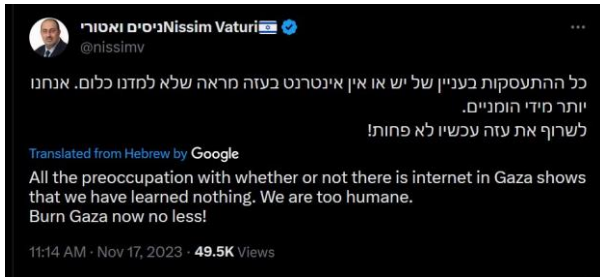 ניסים ואטוריNissim Vaturi🇮🇱
@nissimv
כל ההתעסקות בעניין של יש או אין אינטרנט בעזה מראה שלא למדנו כלום. אנחנו
יותר מידי הומניים.
לשרוף את עזה עכשיו לא פחות!
Translated from Hebrew by Google
All the preoccupation with whether or not there is internet in Gaza shows
that we have learned nothing. We are too humane.
Burn Gaza now no less!
11:14 AM · Nov 17, 2023 · 49.5K Views